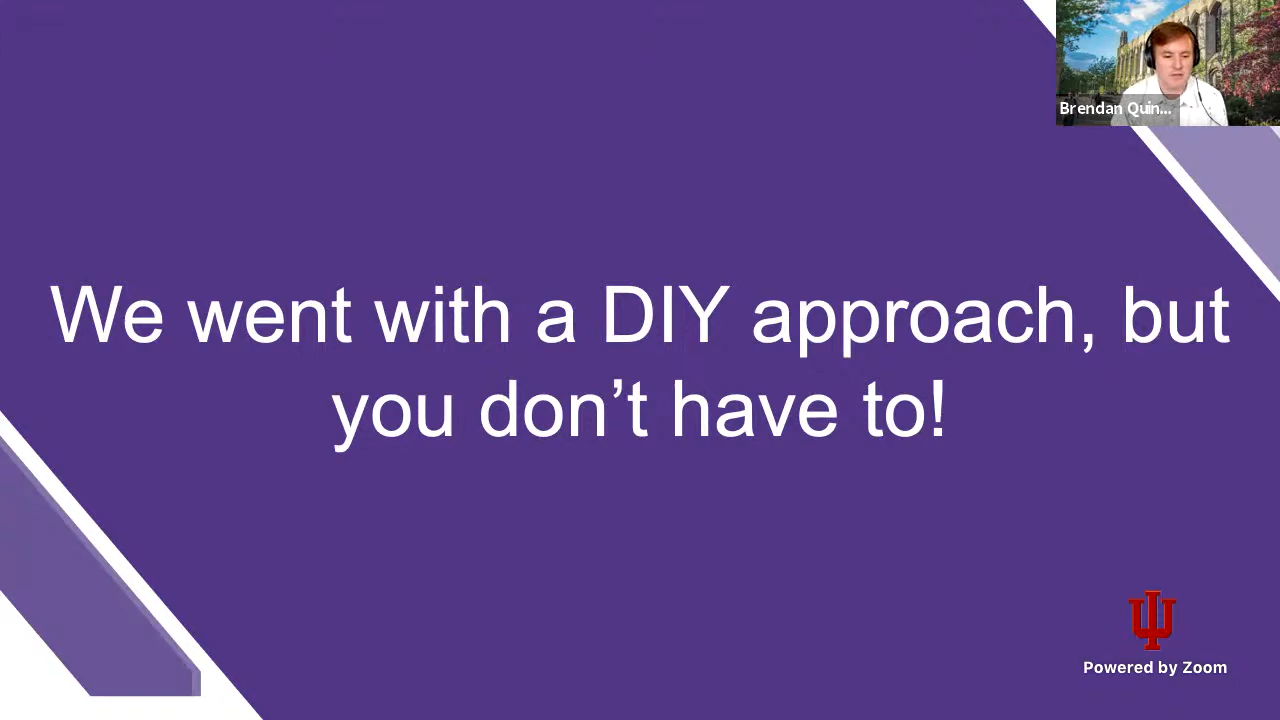 Brendan Quin...
We went with a DIY approach, but
you don’t have to!
Powered by Zoom